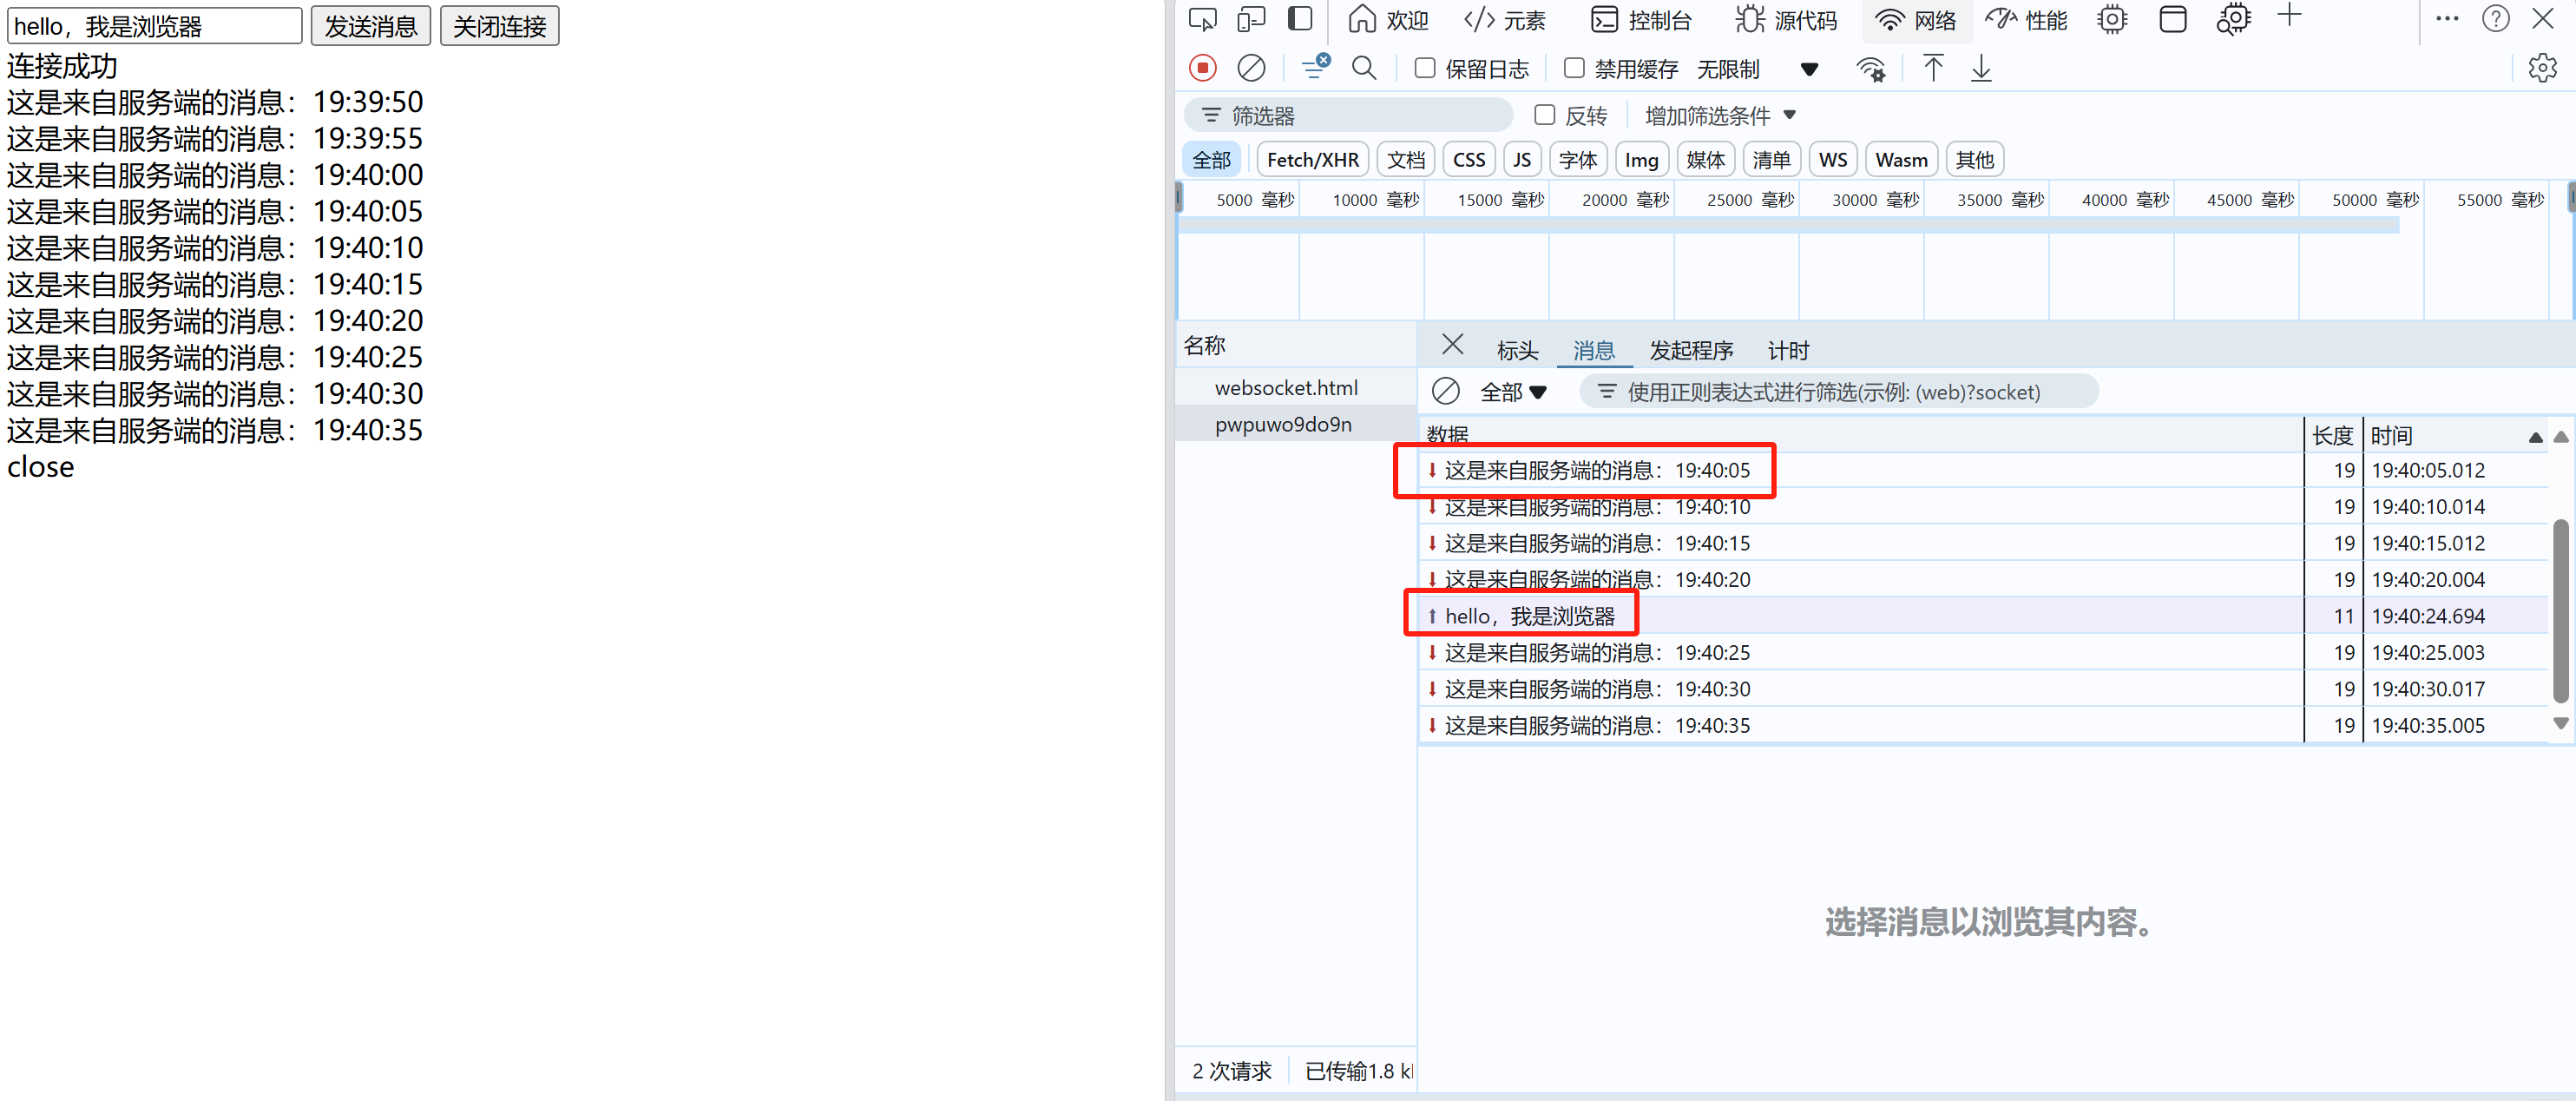 hello，我是浏览器 发送消息 关闭连接
连接成功
这是来自服务端的消息：19:39:50
这是来自服务端的消息：19:39:55
这是来自服务端的消息：19:40:00
这是来自服务端的消息：19:40:05
这是来自服务端的消息：19:40:10
这是来自服务端的消息：19:40:15
这是来自服务端的消息：19:40:20
这是来自服务端的消息：19:40:25
这是来自服务端的消息：19:40:30
这是来自服务端的消息：19:40:35
close
欢迎 </> 元素 控制台 源代码 网络 性能
保留日志 禁用缓存 无限制
筛选器 反转 增加筛选条件
全部 Fetch/XHR 文档 CSS JS 字体 Img 媒体 清单 WS Wasm 其他
5000 毫秒 10000 毫秒 15000 毫秒 20000 毫秒 25000 毫秒 30000 毫秒 35000 毫秒 40000 毫秒 45000 毫秒 50000 毫秒 55000 毫秒
名称
websocket.html
pwpuwo9do9n
标头 消息 发起程序 计时
全部 使用正则表达式进行筛选(示例: (web)?socket)
数据 长度 时间
这是来自服务端的消息：19:40:05 19 19:40:05.012
这是来自服务端的消息：19:40:10 19 19:40:10.014
这是来自服务端的消息：19:40:15 19 19:40:15.012
这是来自服务端的消息：19:40:20 19 19:40:20.004
hello，我是浏览器 11 19:40:24.694
这是来自服务端的消息：19:40:25 19 19:40:25.003
这是来自服务端的消息：19:40:30 19 19:40:30.017
这是来自服务端的消息：19:40:35 19 19:40:35.005
选择消息以浏览其内容。
2 次请求 已传输1.8 k